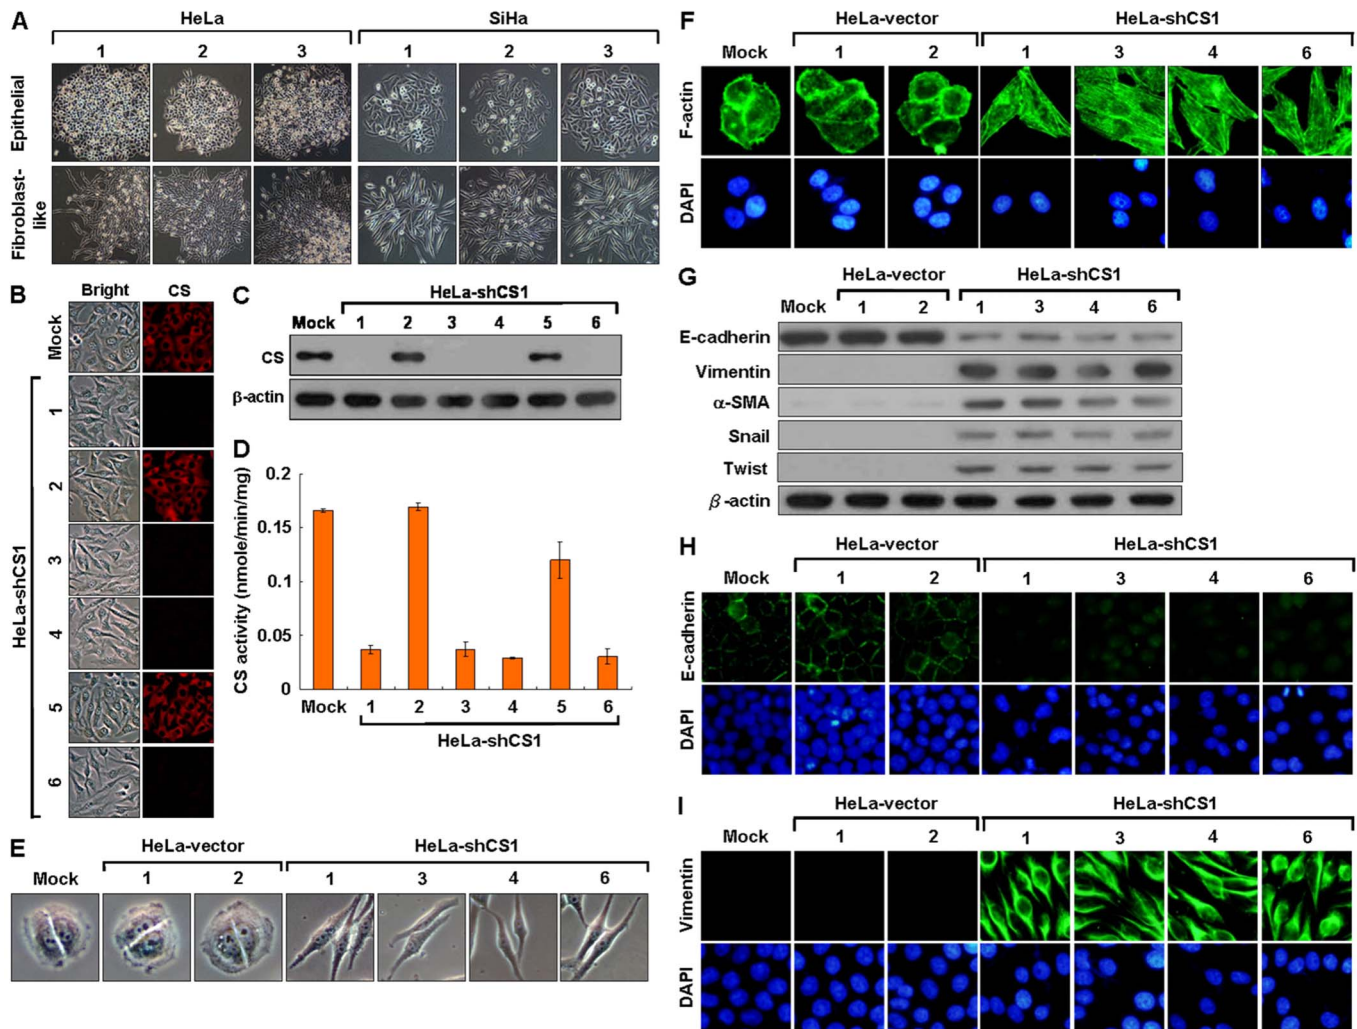 A
HeLa
SiHa
1 2 3 1 2 3
Epithelial
Fibroblast-
like
B
Bright CS
Mock
HeLa-shCS1
1
2
3
4
5
6
C
HeLa-shCS1
Mock 1 2 3 4 5 6
CS
β-actin
D
CS activity (nmole/min/mg)
0.2
0.15
0.1
0.05
0
Mock 1 2 3 4 5 6
HeLa-shCS1
E
HeLa-vector HeLa-shCS1
Mock 1 2 1 3 4 6
F
HeLa-vector HeLa-shCS1
Mock 1 2 1 3 4 6
F-actin
DAPI
G
HeLa-vector HeLa-shCS1
Mock 1 2 1 3 4 6
E-cadherin
Vimentin
α-SMA
Snail
Twist
β-actin
H
HeLa-vector HeLa-shCS1
Mock 1 2 1 3 4 6
E-cadherin
DAPI
I
HeLa-vector HeLa-shCS1
Mock 1 2 1 3 4 6
Vimentin
DAPI